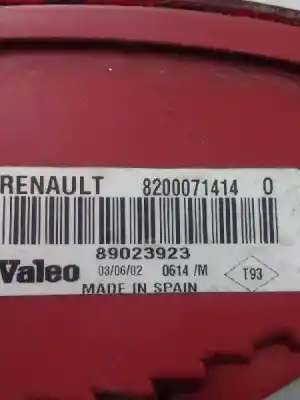 RENAULT 8200071414 0
89023923
Valeo 03/06/02 0614 /M T93
MADE IN SPAIN